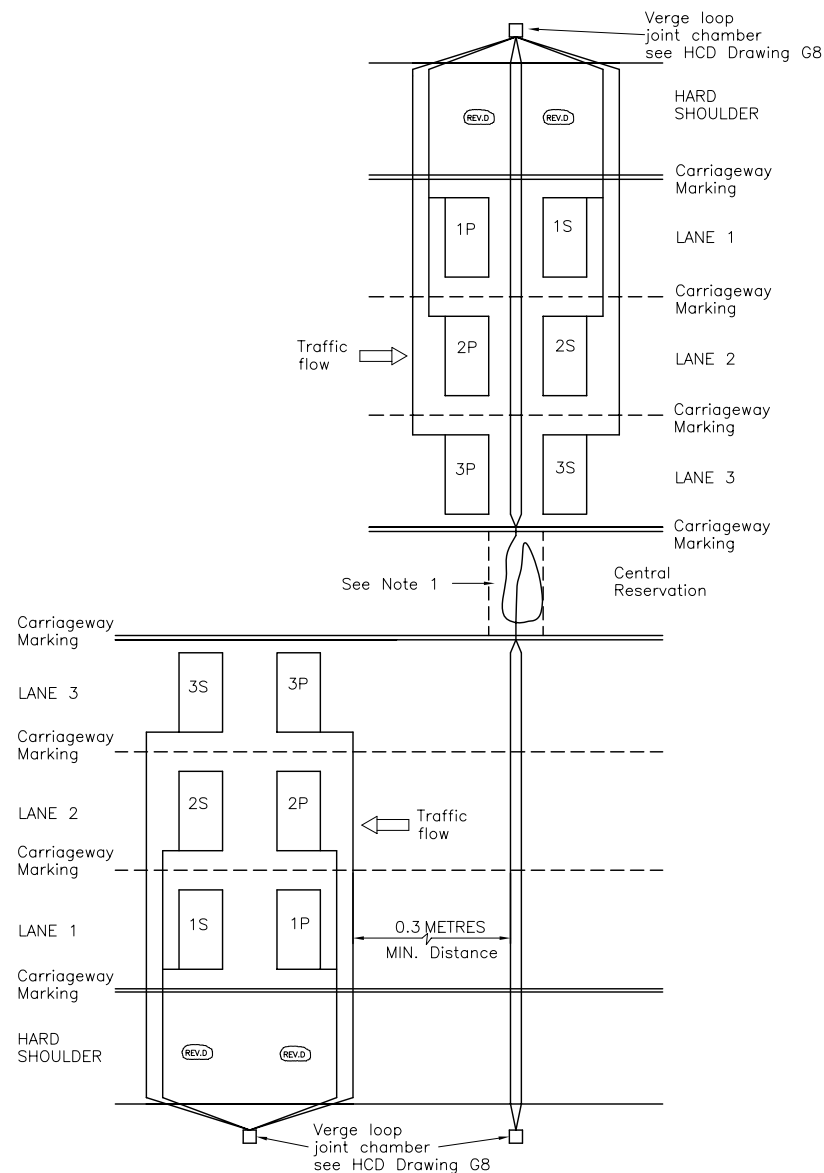 Verge loop
joint chamber
see HCD Drawing G8
HARD
SHOULDER
REV.D
REV.D
Carriageway
Marking
1P
1S
LANE 1
Carriageway
Marking
Traffic
flow
2P
2S
LANE 2
Carriageway
Marking
3P
3S
LANE 3
Carriageway
Marking
See Note 1
Central
Reservation
Carriageway
Marking
LANE 3
3S
3P
Carriageway
Marking
LANE 2
2S
2P
Traffic
flow
Carriageway
Marking
LANE 1
1S
1P
0.3 METRES
MIN. Distance
Carriageway
Marking
HARD
SHOULDER
REV.D
REV.D
Verge loop
joint chamber
see HCD Drawing G8